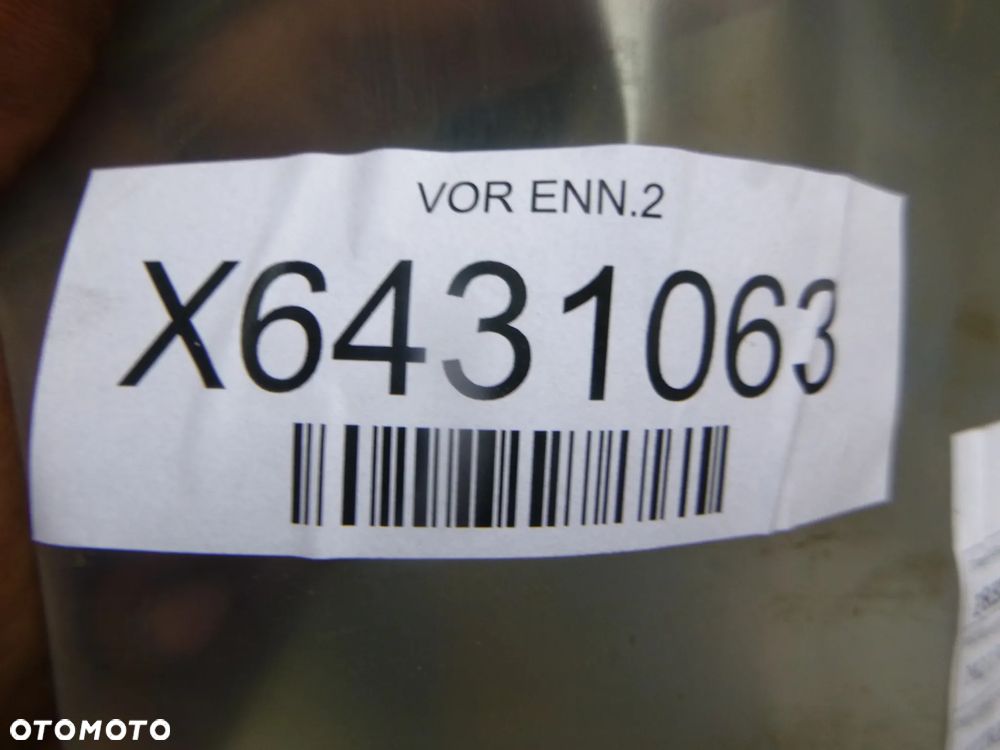 VOR ENN.2
X6431063
OTOMOTO